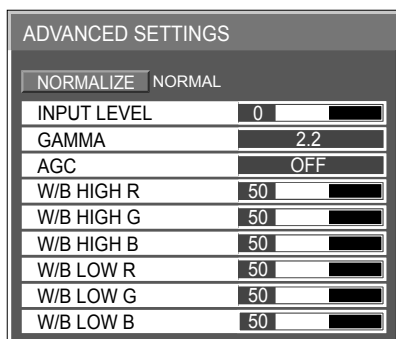 ADVANCED SETTINGS
NORMALIZE NORMAL
INPUT LEVEL 0
GAMMA 2.2
AGC OFF
W/B HIGH R 50
W/B HIGH G 50
W/B HIGH B 50
W/B LOW R 50
W/B LOW G 50
W/B LOW B 50